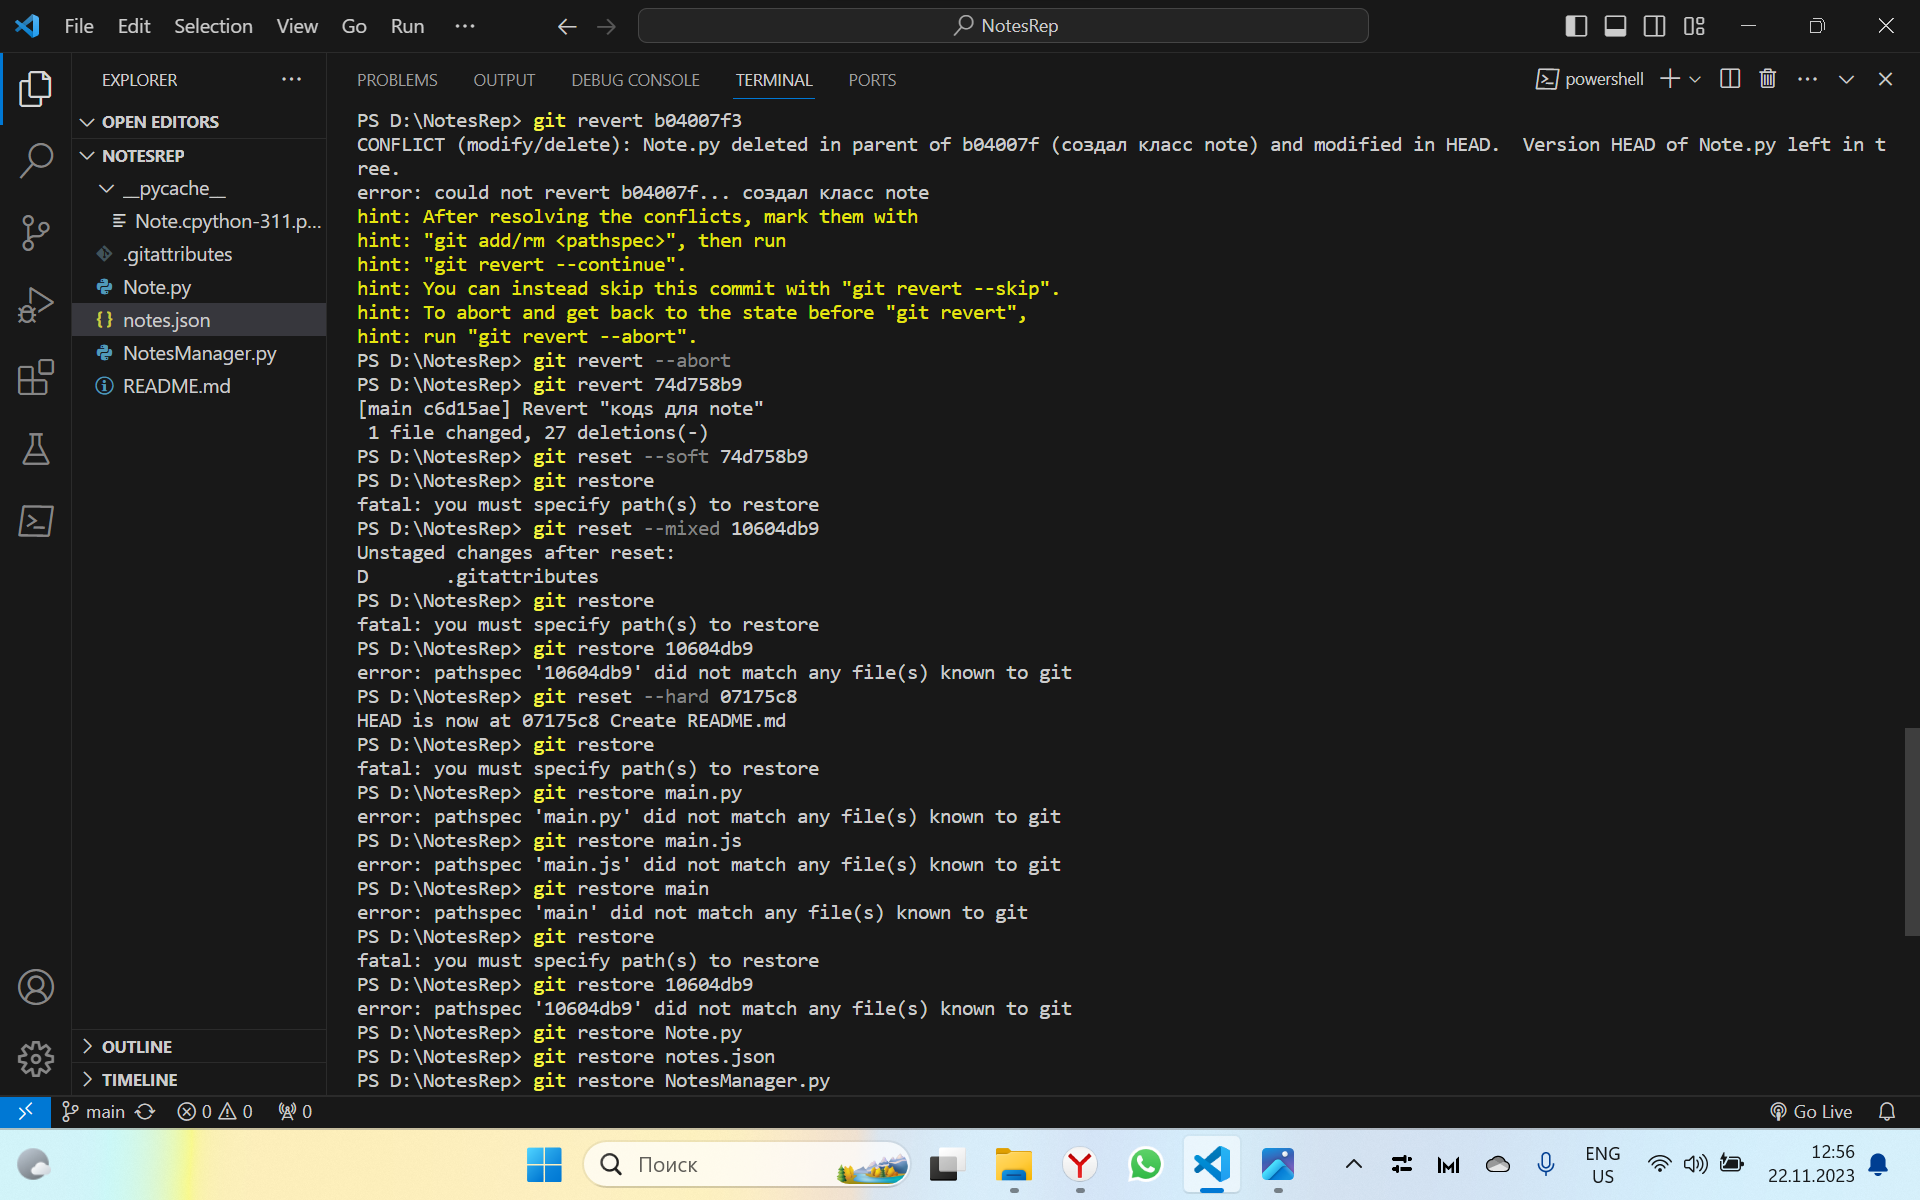 File Edit Selection View Go Run ···
NotesRep
EXPLORER
OPEN EDITORS
NOTESREP
__pycache__
Note.cpython-311.p...
.gitattributes
Note.py
notes.json
NotesManager.py
README.md
OUTLINE
TIMELINE
PROBLEMS OUTPUT DEBUG CONSOLE TERMINAL PORTS
powershell
PS D:\NotesRep> git revert b04007f3
CONFLICT (modify/delete): Note.py deleted in parent of b04007f (создал класс note) and modified in HEAD.  Version HEAD of Note.py left in t
ree.
error: could not revert b04007f... создал класс note
hint: After resolving the conflicts, mark them with
hint: "git add/rm <pathspec>", then run
hint: "git revert --continue".
hint: You can instead skip this commit with "git revert --skip".
hint: To abort and get back to the state before "git revert",
hint: run "git revert --abort".
PS D:\NotesRep> git revert --abort
PS D:\NotesRep> git revert 74d758b9
[main c6d15ae] Revert "кодs для note"
 1 file changed, 27 deletions(-)
PS D:\NotesRep> git reset --soft 74d758b9
PS D:\NotesRep> git restore
fatal: you must specify path(s) to restore
PS D:\NotesRep> git reset --mixed 10604db9
Unstaged changes after reset:
D       .gitattributes
PS D:\NotesRep> git restore
fatal: you must specify path(s) to restore
PS D:\NotesRep> git restore 10604db9
error: pathspec '10604db9' did not match any file(s) known to git
PS D:\NotesRep> git reset --hard 07175c8
HEAD is now at 07175c8 Create README.md
PS D:\NotesRep> git restore
fatal: you must specify path(s) to restore
PS D:\NotesRep> git restore main.py
error: pathspec 'main.py' did not match any file(s) known to git
PS D:\NotesRep> git restore main.js
error: pathspec 'main.js' did not match any file(s) known to git
PS D:\NotesRep> git restore main
error: pathspec 'main' did not match any file(s) known to git
PS D:\NotesRep> git restore
fatal: you must specify path(s) to restore
PS D:\NotesRep> git restore 10604db9
error: pathspec '10604db9' did not match any file(s) known to git
PS D:\NotesRep> git restore Note.py
PS D:\NotesRep> git restore notes.json
PS D:\NotesRep> git restore NotesManager.py
main 0 0 0 Go Live
Поиск
ENG
US
12:56
22.11.2023